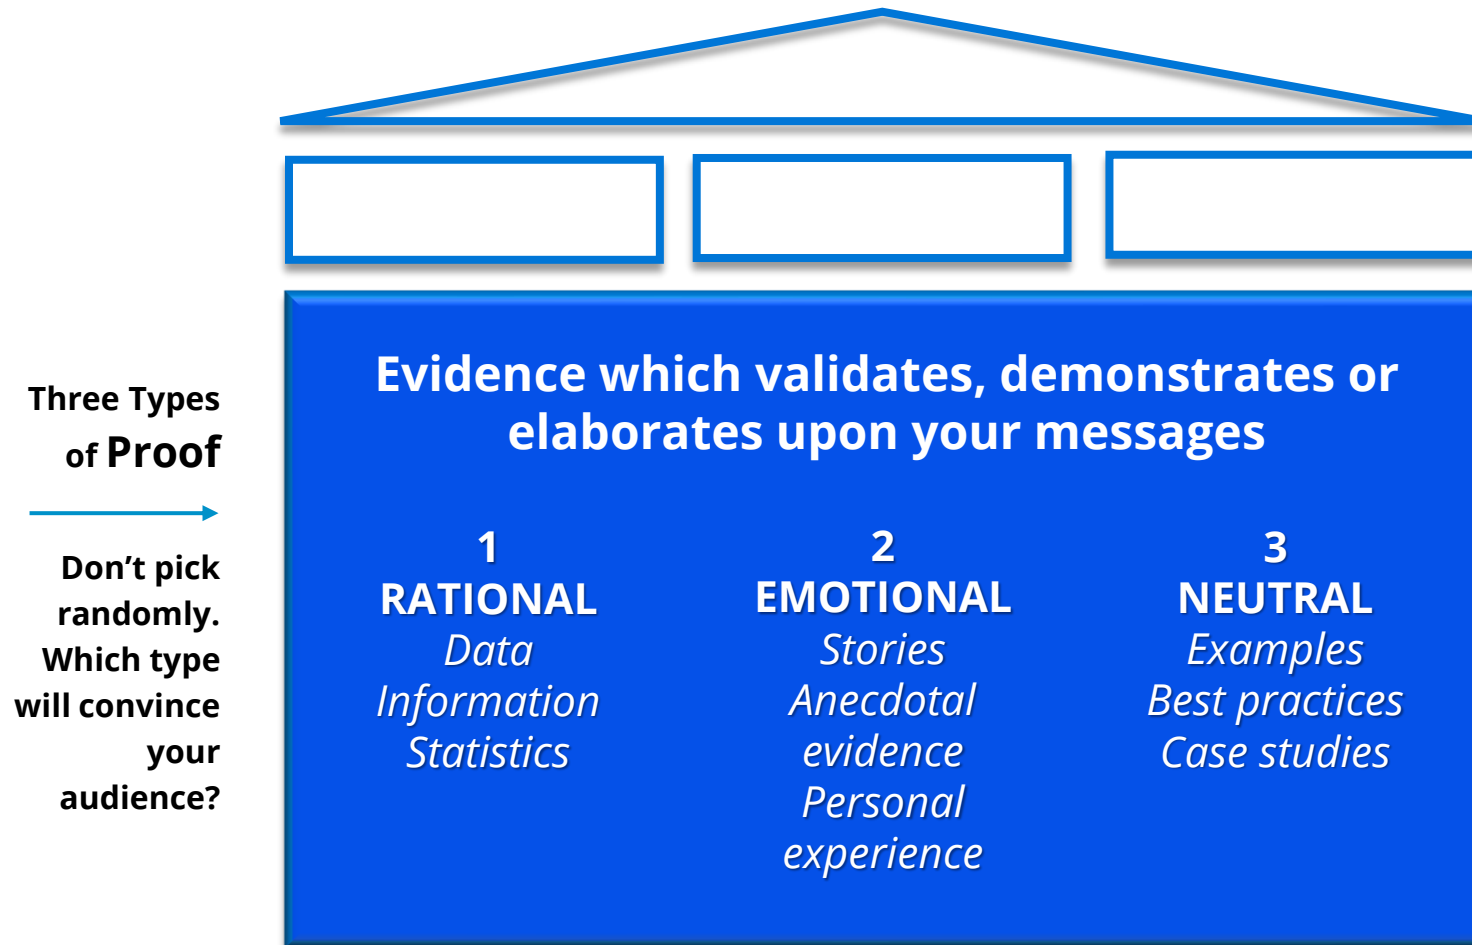 Three Types
of Proof
Don’t pick
randomly.
Which type
will convince
your
audience?
Evidence which validates, demonstrates or
elaborates upon your messages
1
RATIONAL
Data
Information
Statistics
2
EMOTIONAL
Stories
Anecdotal
evidence
Personal
experience
3
NEUTRAL
Examples
Best practices
Case studies